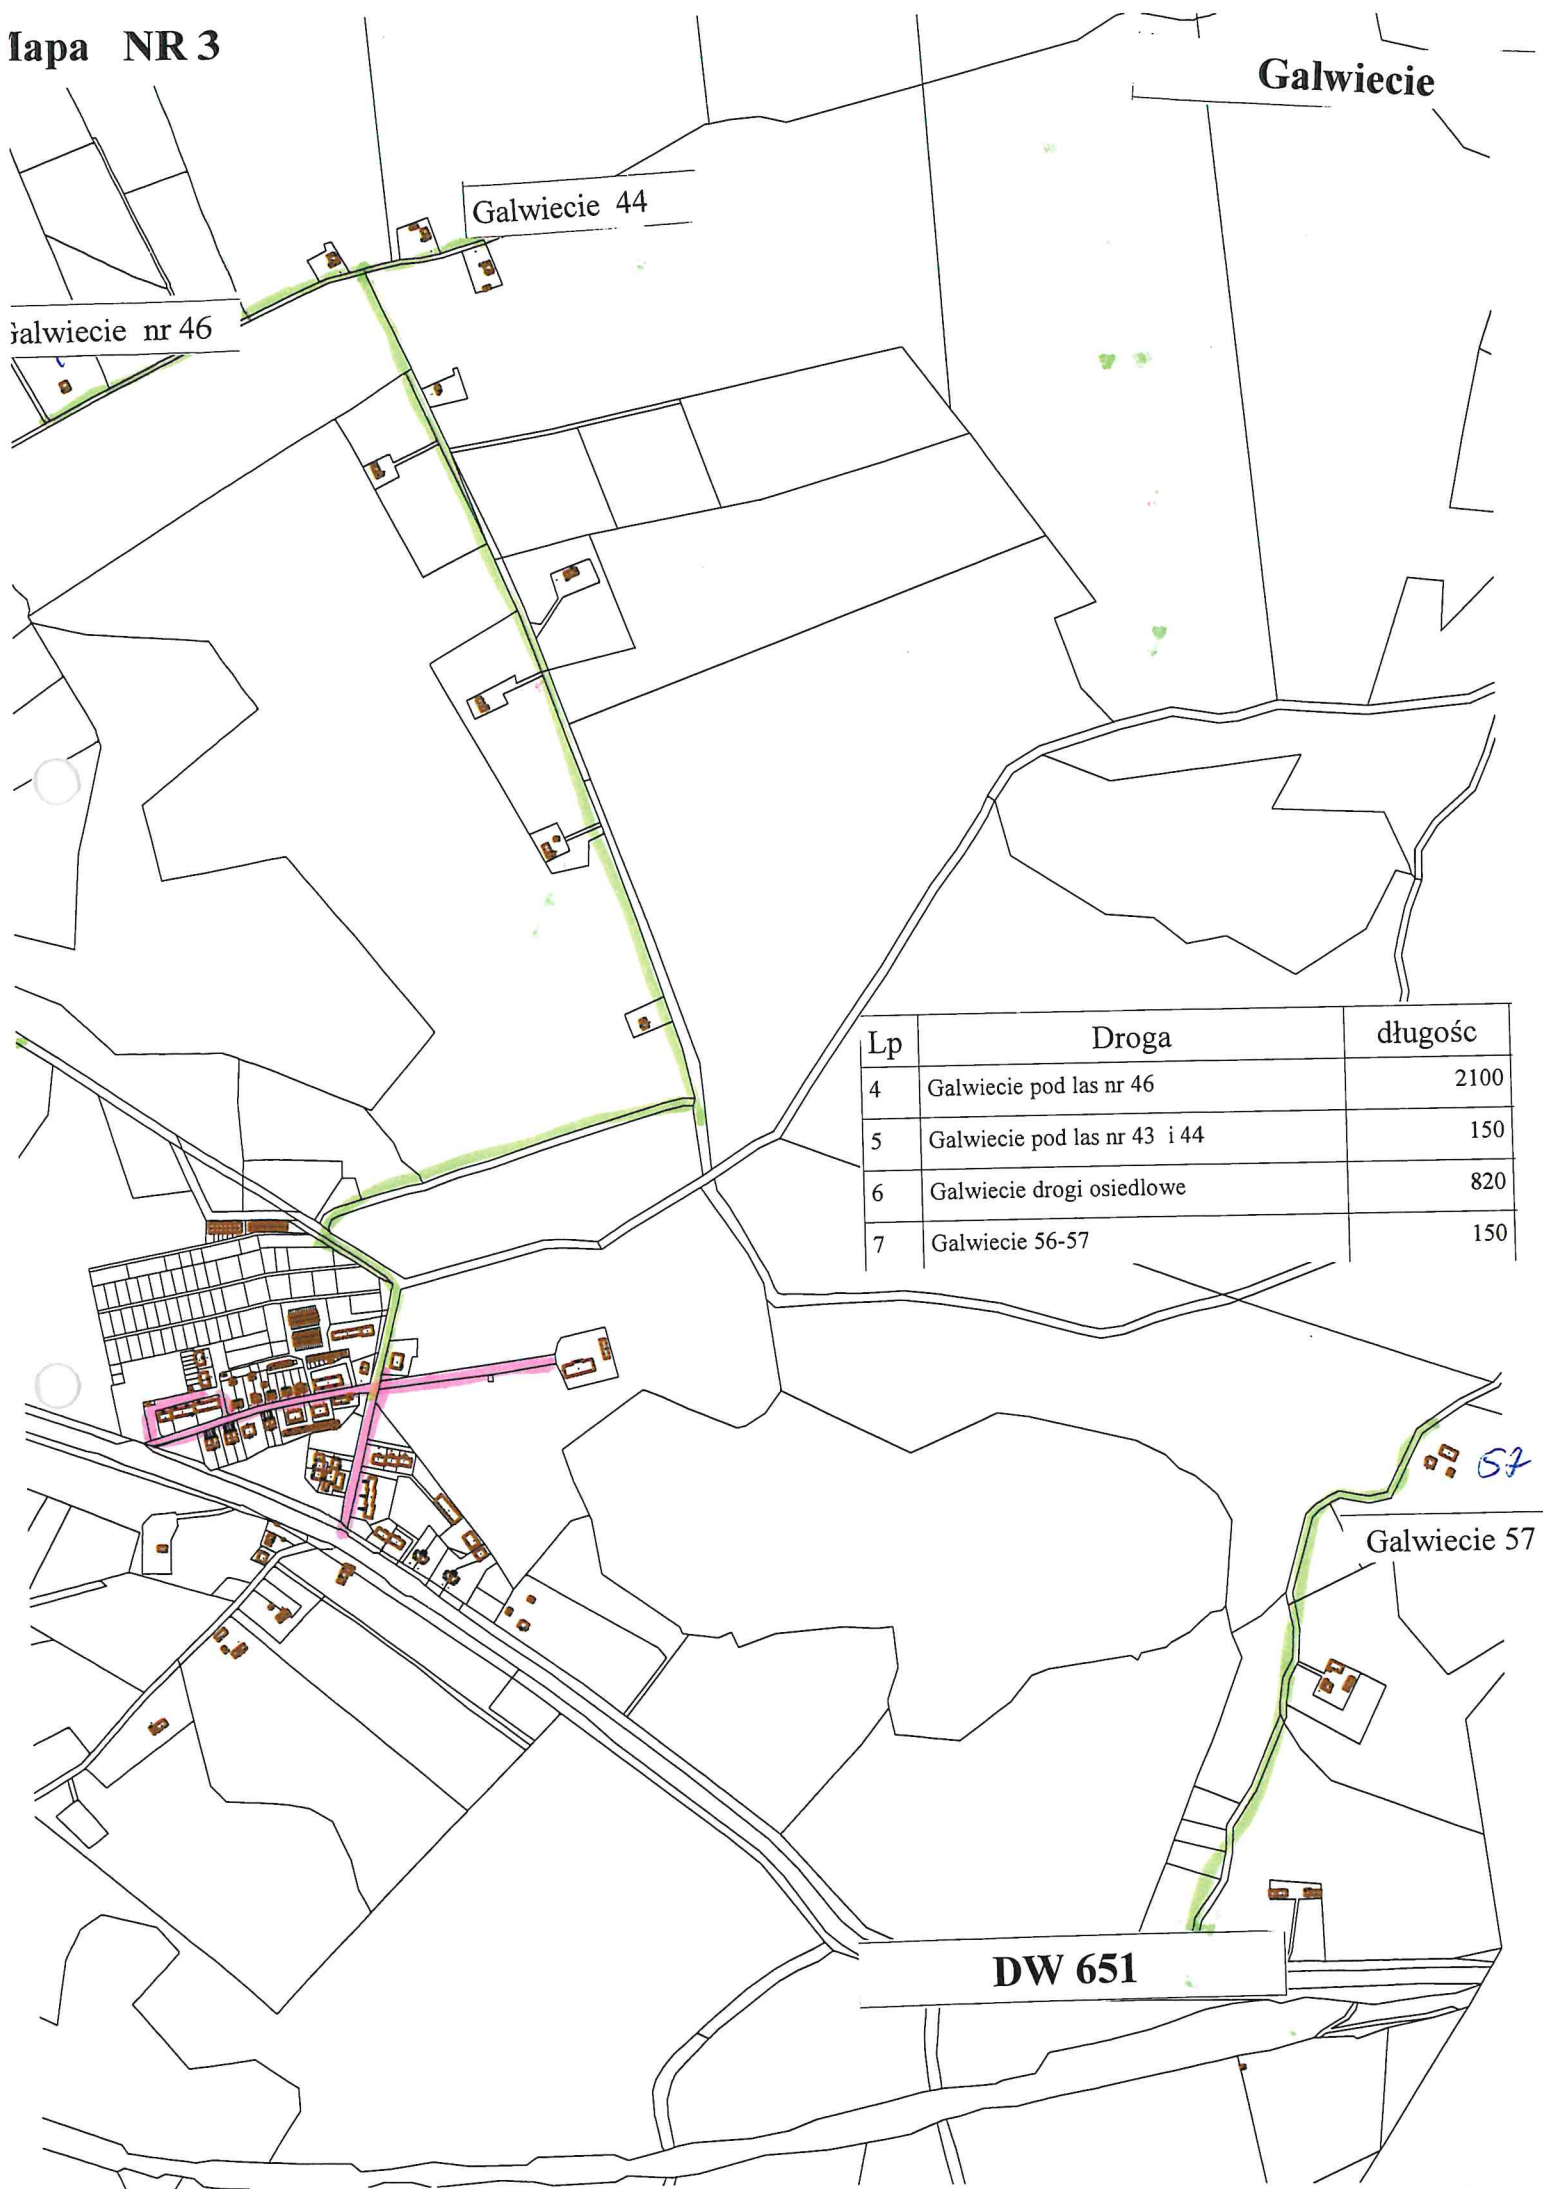 Mapa NR 3
Galwiecie
Galwiecie 44
Galwiecie nr 46
Lp Droga długośc
4 Galwiecie pod las nr 46 2100
5 Galwiecie pod las nr 43 i 44 150
6 Galwiecie drogi osiedlowe 820
7 Galwiecie 56-57 150
57
Galwiecie 57
DW 651